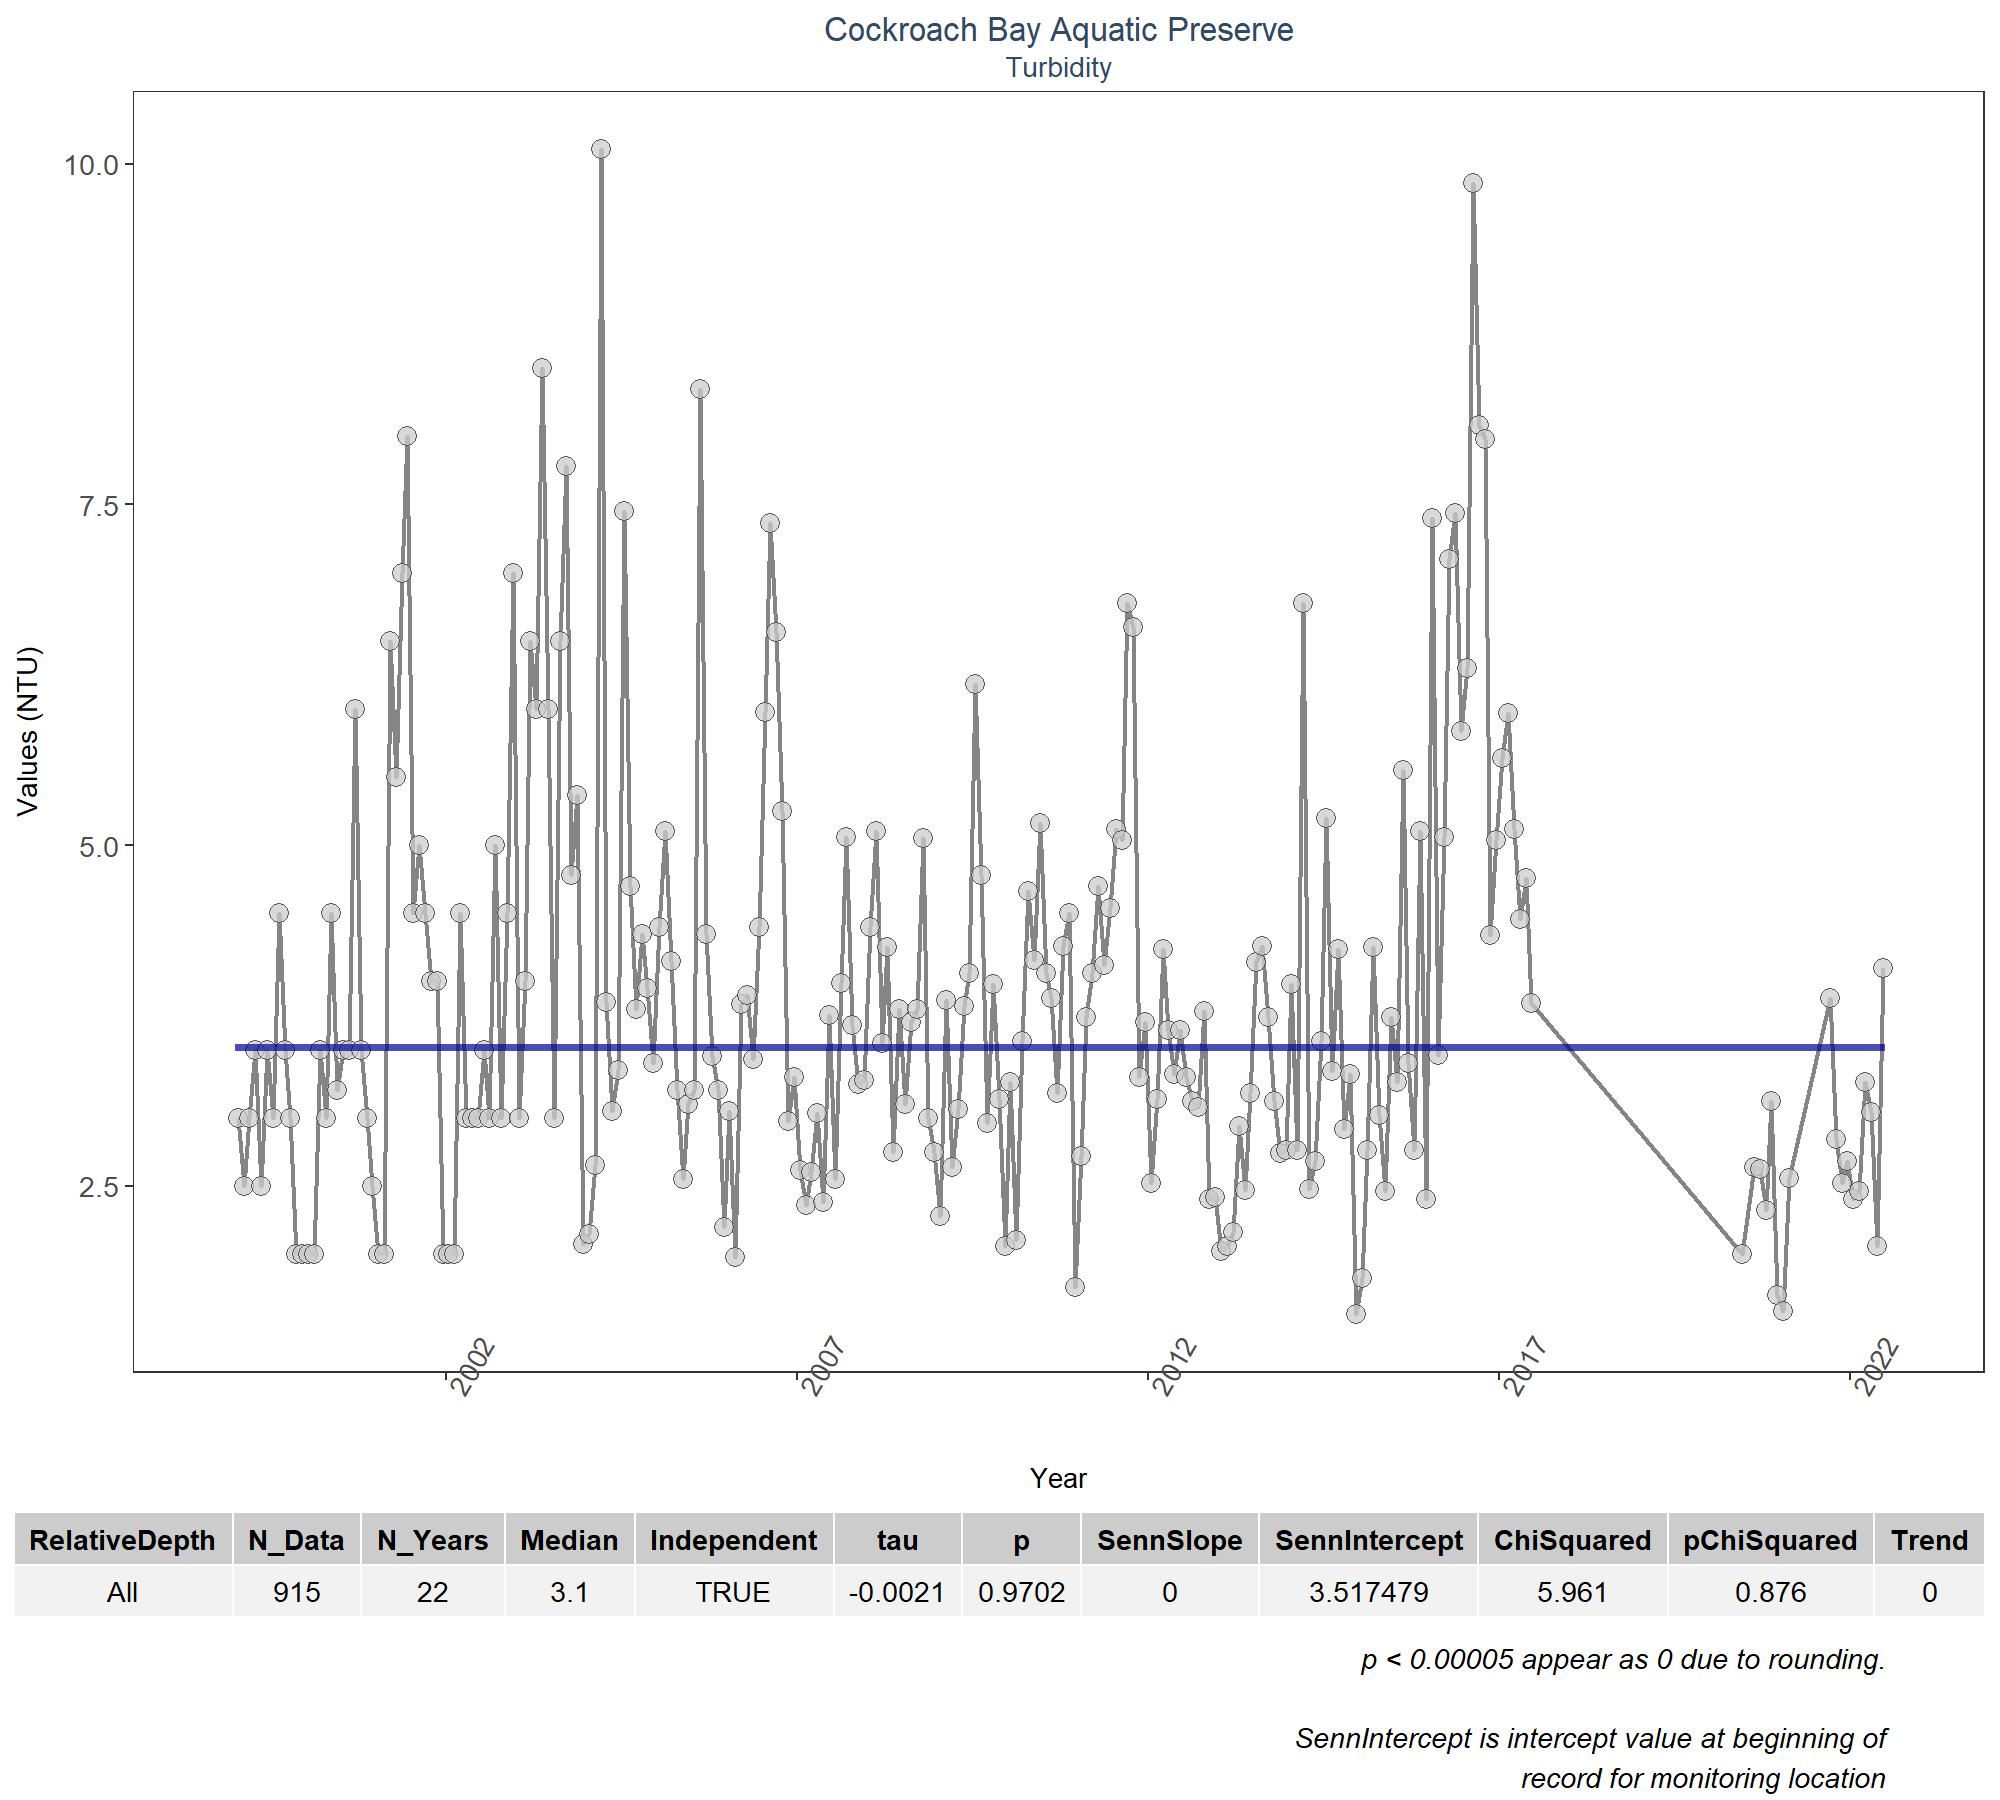 Cockroach Bay Aquatic Preserve
Turbidity
10.0
7.5
5.0
2.5
Values (NTU)
2002
2007
2012
2017
2022
Year
RelativeDepth N_Data N_Years Median Independent tau p SennSlope SennIntercept ChiSquared pChiSquared Trend
All 915 22 3.1 TRUE -0.0021 0.9702 0 3.517479 5.961 0.876 0
p < 0.00005 appear as 0 due to rounding.
SennIntercept is intercept value at beginning of
record for monitoring location